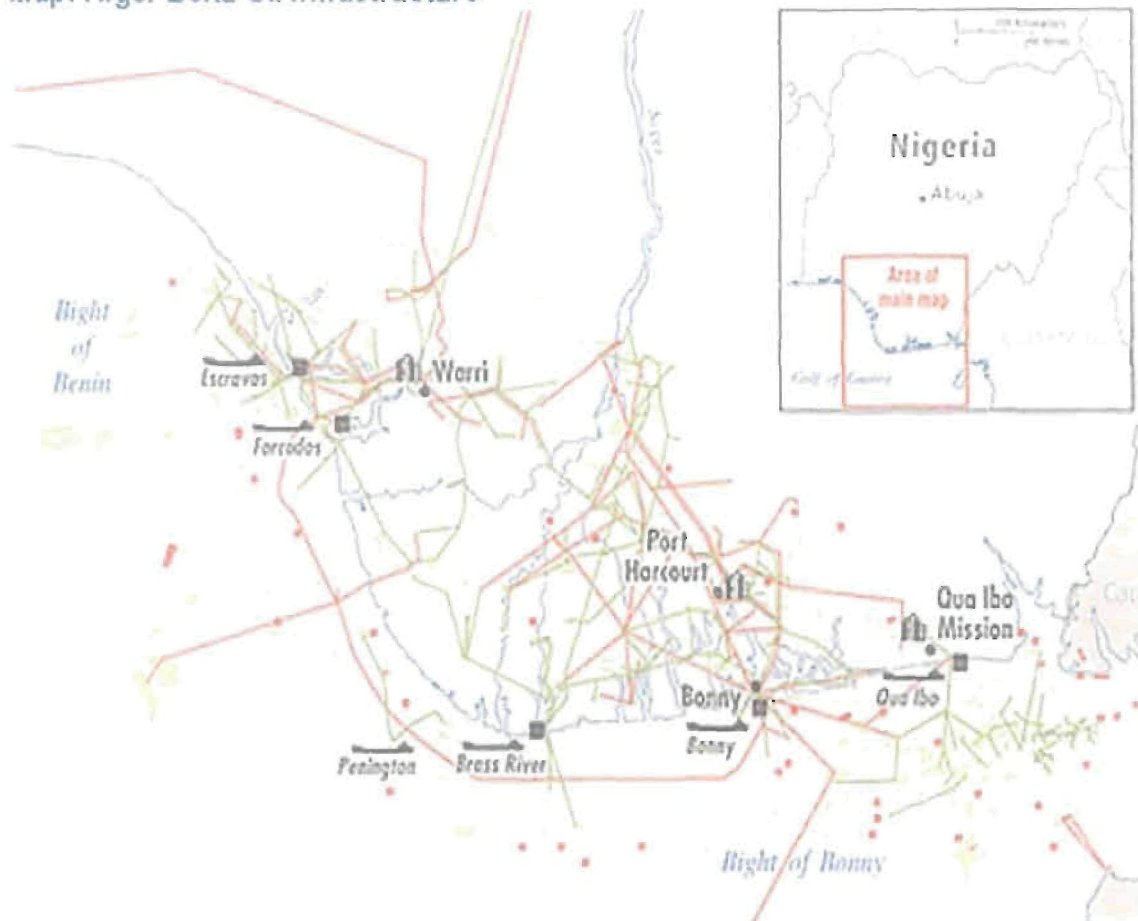 Nigeria
Abuja
Area of
main map
Gulf of Guinea
Bight
of
Benin
Escravos
Warri
Forcados
Port
Harcourt
Qua Ibo
Mission
Bonny
Qua Ibo
Bonny
Penington
Brass River
Bight of Bonny